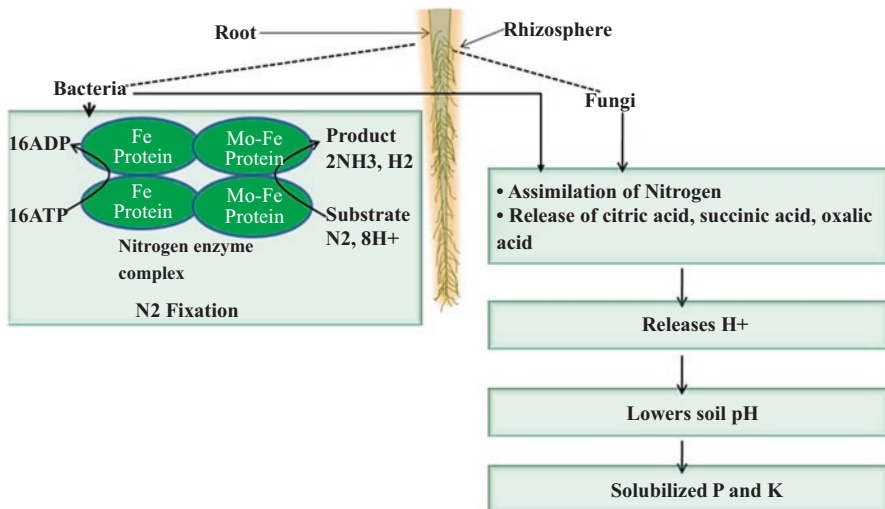 Root
Rhizosphere
Bacteria
Fungi
16ADP
Fe
Protein
Mo-Fe
Protein
Product
2NH3, H2
16ATP
Fe
Protein
Mo-Fe
Protein
Substrate
N2, 8H+
Nitrogen enzyme
complex
N2 Fixation
• Assimilation of Nitrogen
• Release of citric acid, succinic acid, oxalic
acid
Releases H+
Lowers soil pH
Solubilized P and K